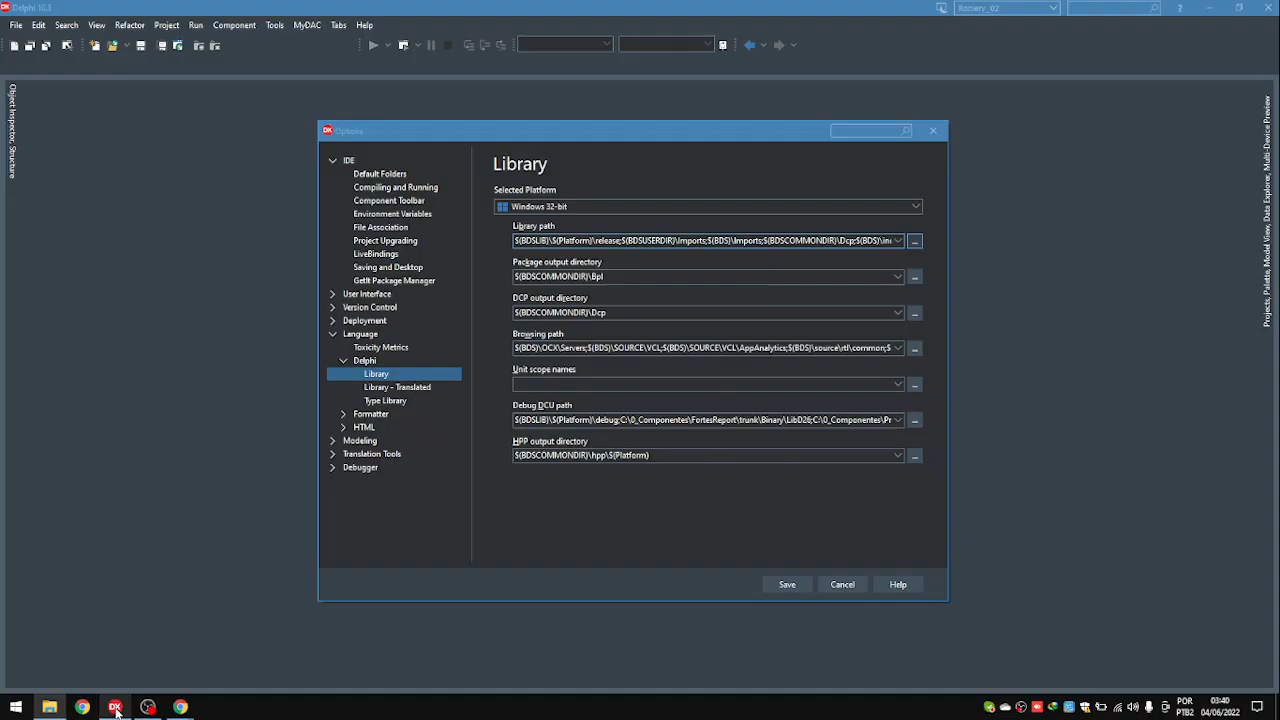 Delphi 10.3
Romery_02
File Edit Search View Refactor Project Run Component Tools MyDAC Tabs Help
Object Inspector, Structure
Projects, Palette, Model View, Data Explorer, Multi-Device Preview
Options
IDE
Default Folders
Compiling and Running
Component Toolbar
Environment Variables
File Association
Project Upgrading
LiveBindings
Saving and Desktop
GetIt Package Manager
User Interface
Version Control
Deployment
Language
Toxicity Metrics
Delphi
Library
Library - Translated
Type Library
Formatter
HTML
Modeling
Translation Tools
Debugger
Library
Selected Platform
Windows 32-bit
Library path
$(BDSLIB)\$(Platform)\release;$(BDSUSERDIR)\Imports;$(BDS)\Imports;$(BDSCOMMONDIR)\Dcp;$(BDS)\in
...
Package output directory
$(BDSCOMMONDIR)\Bpl
...
DCP output directory
$(BDSCOMMONDIR)\Dcp
...
Browsing path
$(BDS)\OCX\Servers;$(BDS)\SOURCE\VCL;$(BDS)\SOURCE\VCL\AppAnalytics;$(BDS)\source\rtl\common;$
...
Unit scope names
...
Debug DCU path
$(BDSLIB)\$(Platform)\debug;C:\0_Componentes\FortesReport\trunk\Binary\LibD26;C:\0_Componentes\Pr
...
HPP output directory
$(BDSCOMMONDIR)\hpp\$(Platform)
...
Save Cancel Help
POR 03:40
PTB2 04/06/2022